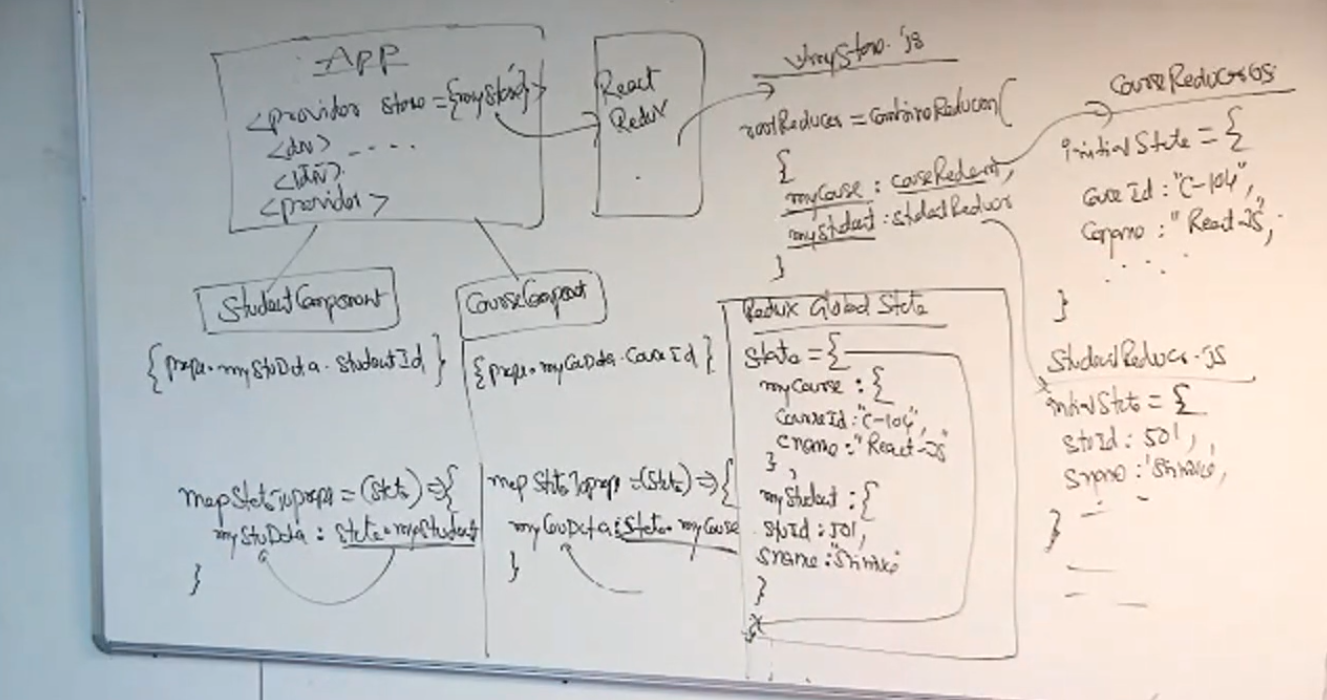 App
<provider store={mystore}>
<div> ....
</div>
<provider>
React
Redux
mystore.js
rootReducer = combineReducer(
{
mycourse : courseReducer,
mystudent : studentReducer
}
CourseReducer.js
initialState = {
courseId : "C-104",
cname : "React-JS",
. . . .
}
StudentComponent
{props.myStuData.StudentId}
mapStateToprops = (state) => {
myStuData : state.mystudent
}
CourseComponent
{props.myCouData.CourseId}
mapStateToprops = (state) => {
myCouData : state.mycourse
}
Redux Global State
state = {
mycourse : {
courseId : "C-104",
cname : "React-JS"
} ,
mystudent : {
stuId : 501,
sname :
}
}
StudentReducer.js
initialState = {
stuId : 501,
sname :
}